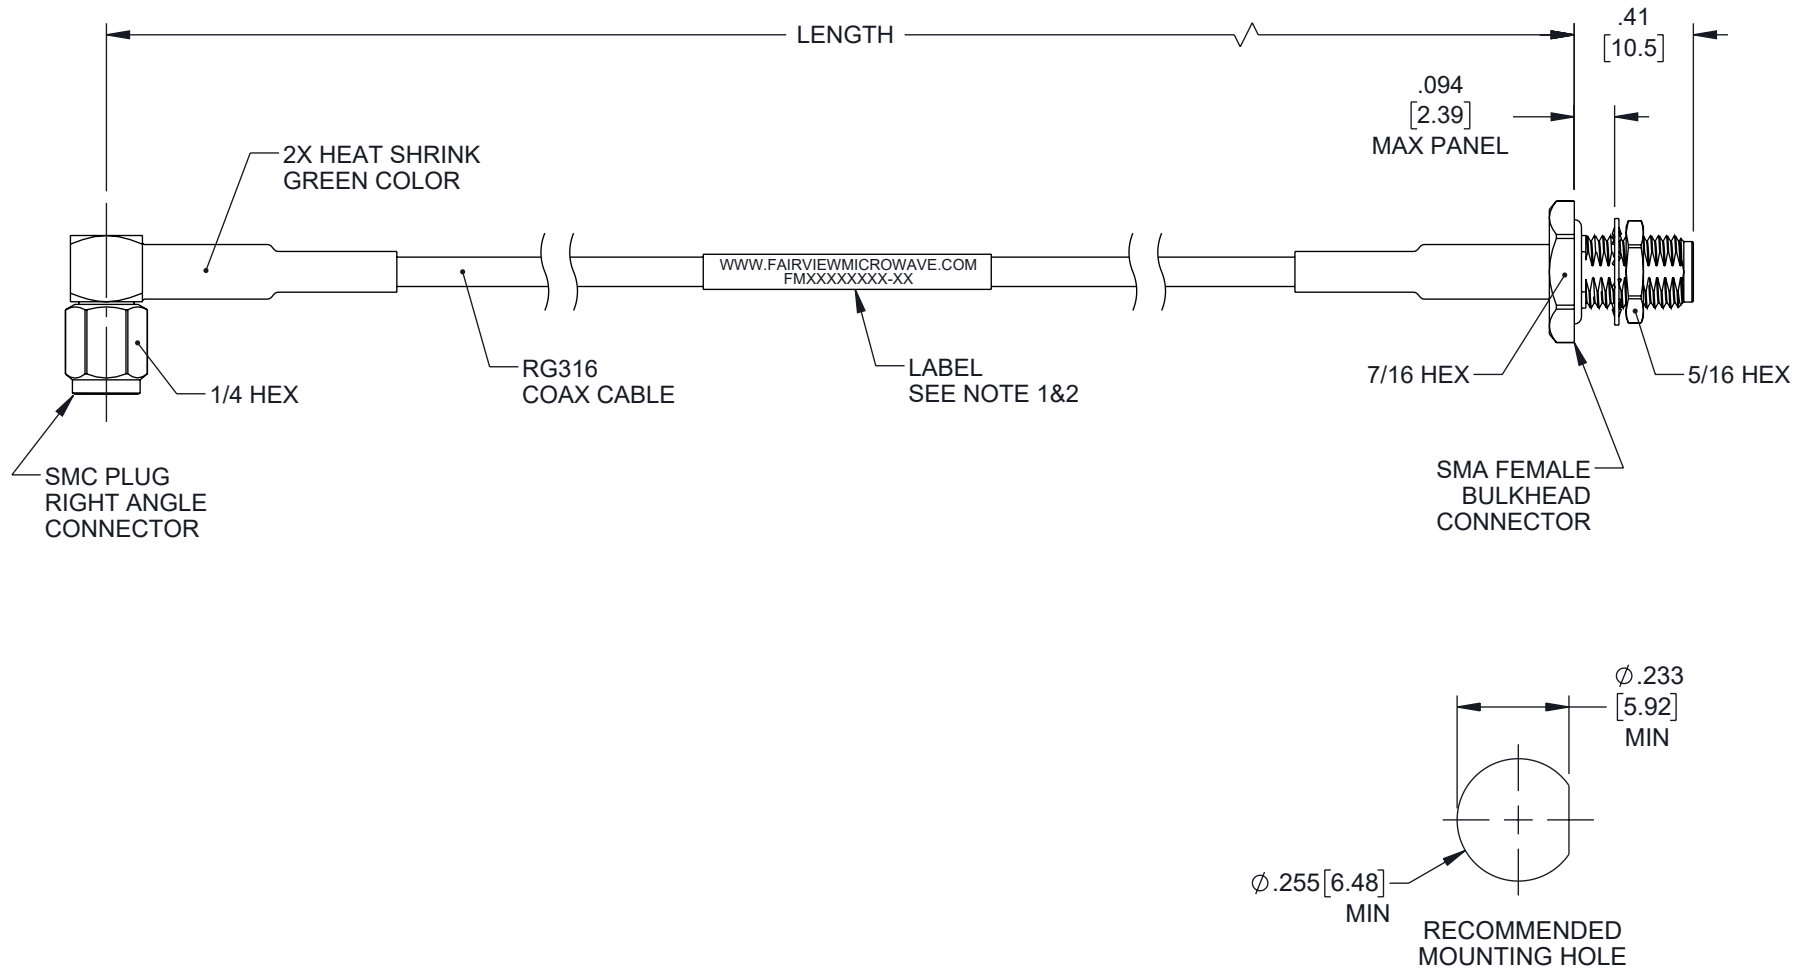 LENGTH
.41
[10.5]
.094
[2.39]
MAX PANEL
2X HEAT SHRINK
GREEN COLOR
WWW.FAIRVIEWMICROWAVE.COM
FMXXXXXXXX-XX
1/4 HEX
RG316
COAX CABLE
LABEL
SEE NOTE 1&2
7/16 HEX
5/16 HEX
SMC PLUG
RIGHT ANGLE
CONNECTOR
SMA FEMALE
BULKHEAD
CONNECTOR
∅.233
[5.92]
MIN
∅.255[6.48]
MIN
RECOMMENDED
MOUNTING HOLE